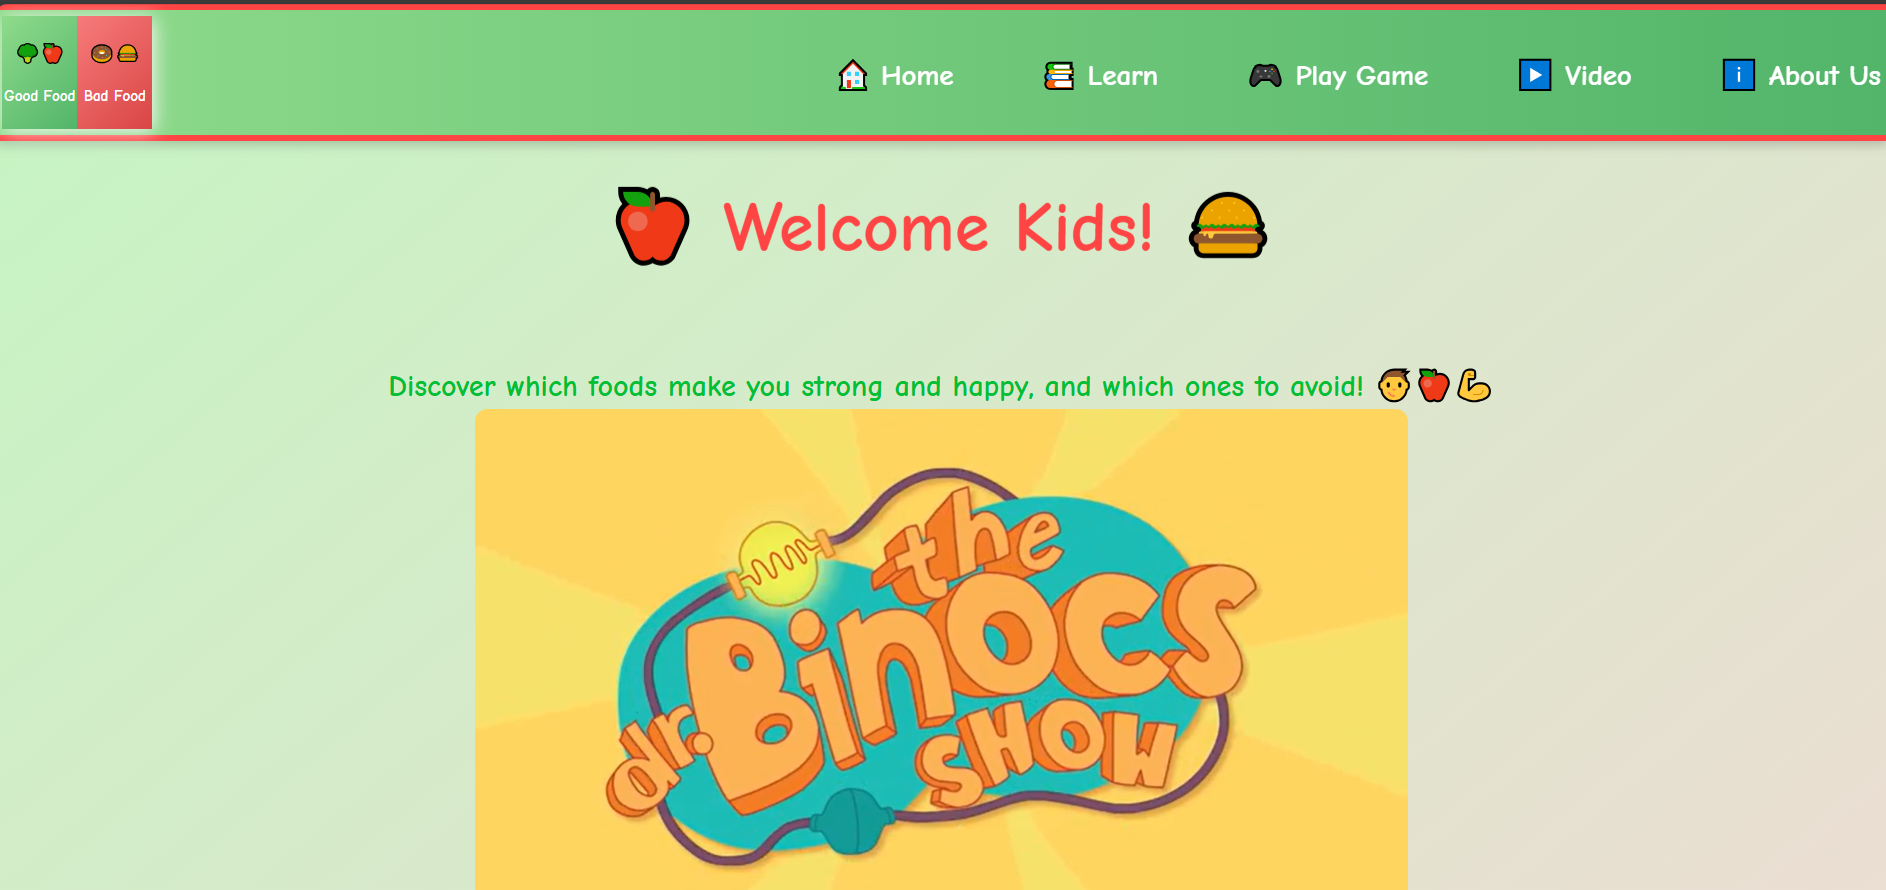 Good Food Bad Food
Home Learn Play Game Video About Us
Welcome Kids!
Discover which foods make you strong and happy, and which ones to avoid!
the
dr. Binocs
SHOW